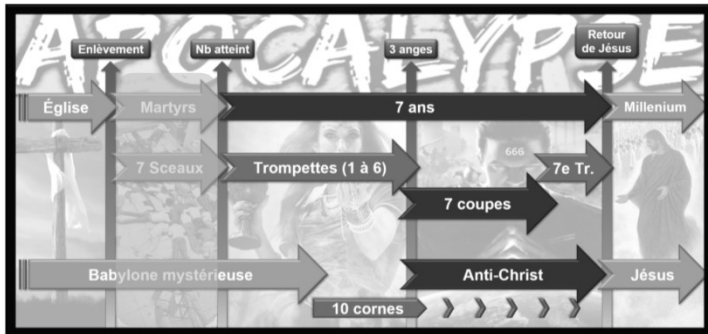 APOCALYPSE
Enlèvement
Nb atteint
3 anges
Retour
de Jésus
Église
Martyrs
7 ans
Millenium
7 Sceaux
Trompettes (1 à 6)
666
7e Tr.
7 coupes
Babylone mystérieuse
Anti-Christ
Jésus
10 cornes